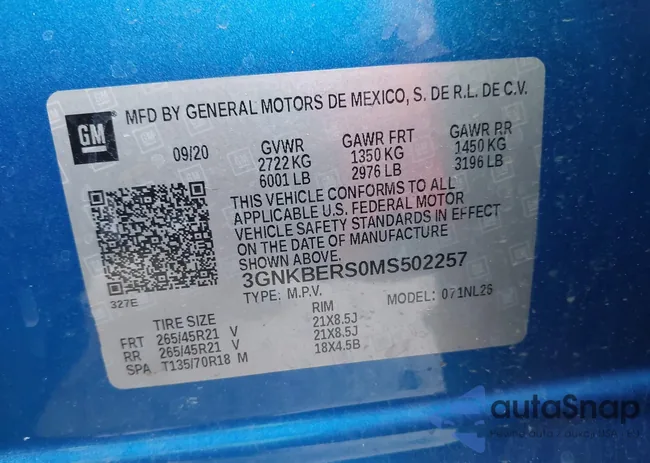 MFD BY GENERAL MOTORS DE MEXICO, S. DE R.L. DE C.V.
GM
09/20 GVWR GAWR FRT GAWR RR
2722 KG 1350 KG 1450 KG
6001 LB 2976 LB 3196 LB
THIS VEHICLE CONFORMS TO ALL
APPLICABLE U.S. FEDERAL MOTOR
VEHICLE SAFETY STANDARDS IN EFFECT
ON THE DATE OF MANUFACTURE
SHOWN ABOVE.
3GNKBERS0MS502257
327E
TYPE: M.P.V. MODEL: 071NL26
TIRE SIZE RIM
FRT 265/45R21 V 21X8.5J
RR 265/45R21 V 21X8.5J
SPA T135/70R18 M 18X4.5B
autaSnap